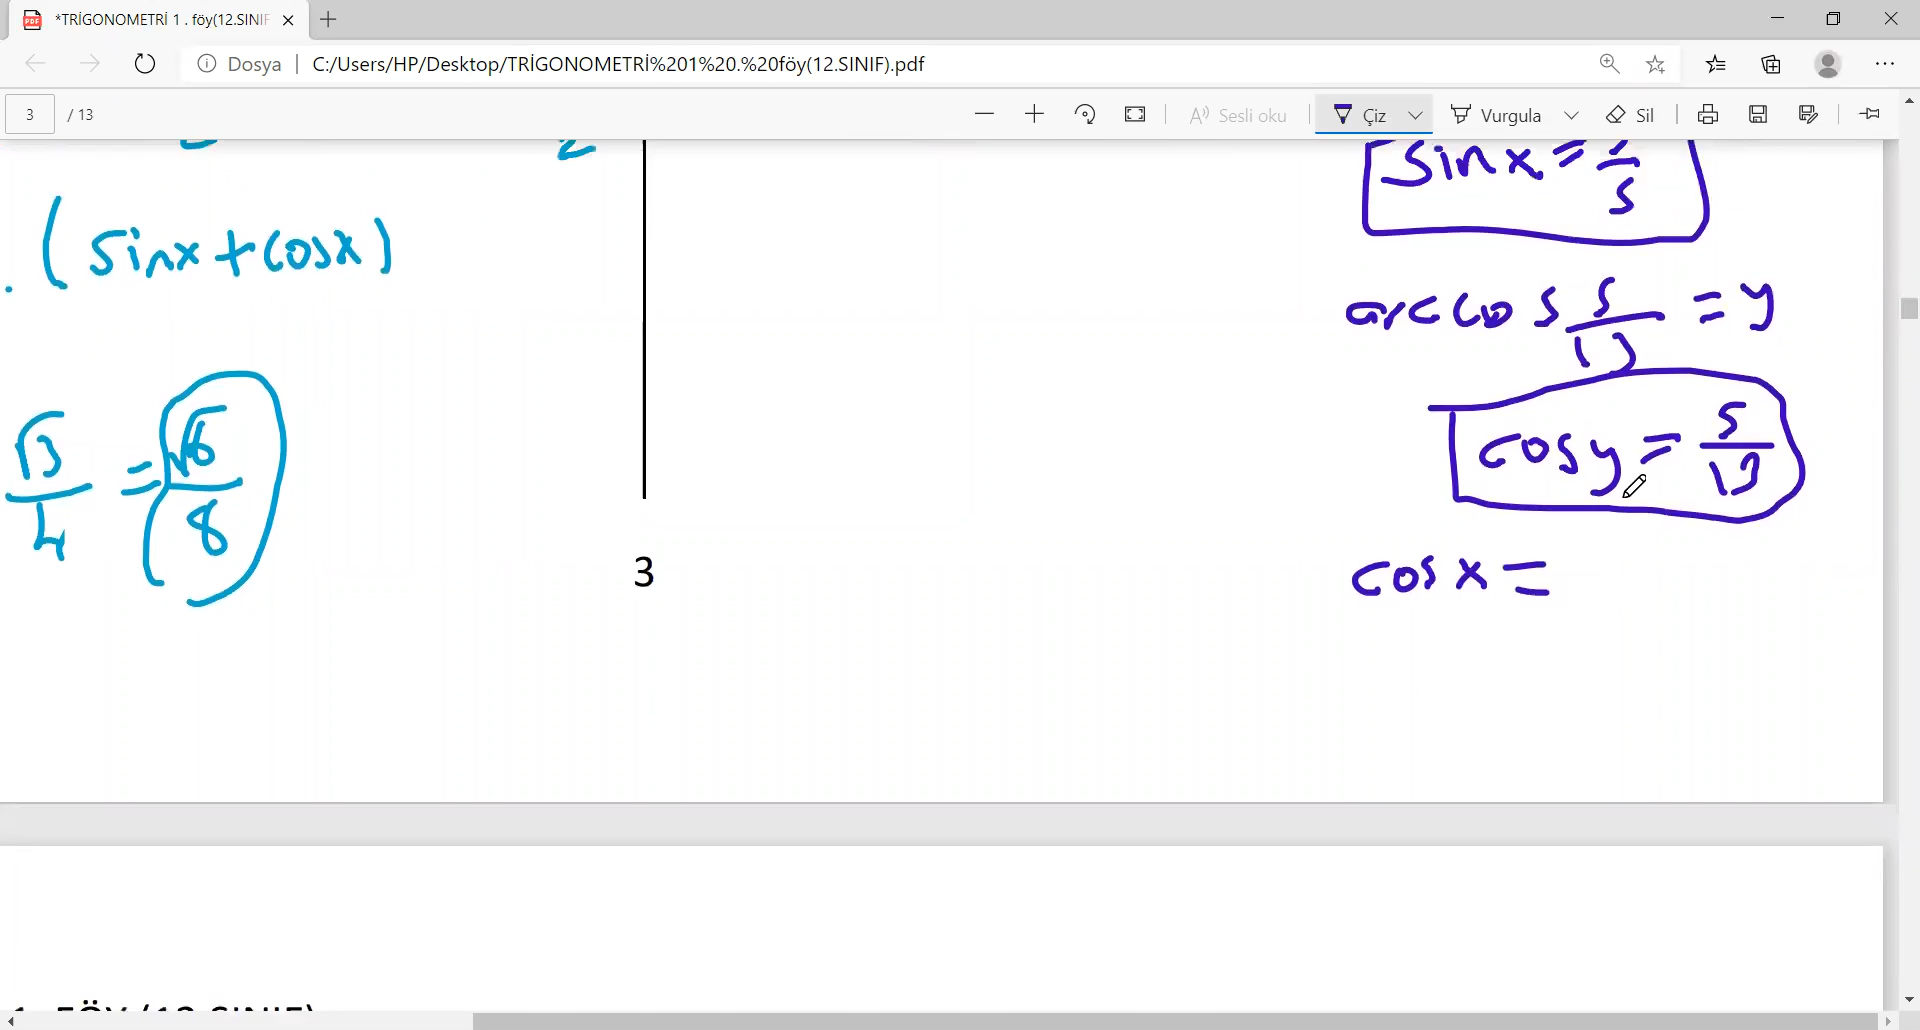 *TRİGONOMETRİ 1 . föy(12.SINIF
Dosya
C:/Users/HP/Desktop/TRİGONOMETRİ%201%20.%20föy(12.SINIF).pdf
3 / 13
Sesli oku
Çiz
Vurgula
Sil
. (sinx+cosx)
√3/4 = √6/8
3
sinx =
arccos 5/13 = y
cosy = 5/13
cosx =